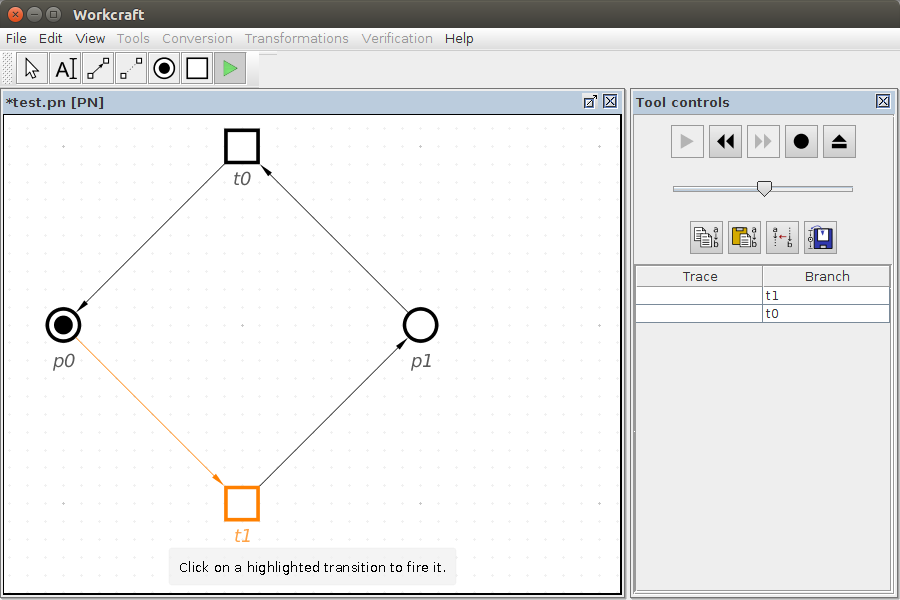 Workcraft
File Edit View Tools Conversion Transformations Verification Help
*test.pn [PN]
t0
p0
p1
t1
Click on a highlighted transition to fire it.
Tool controls
Trace Branch
t1
t0